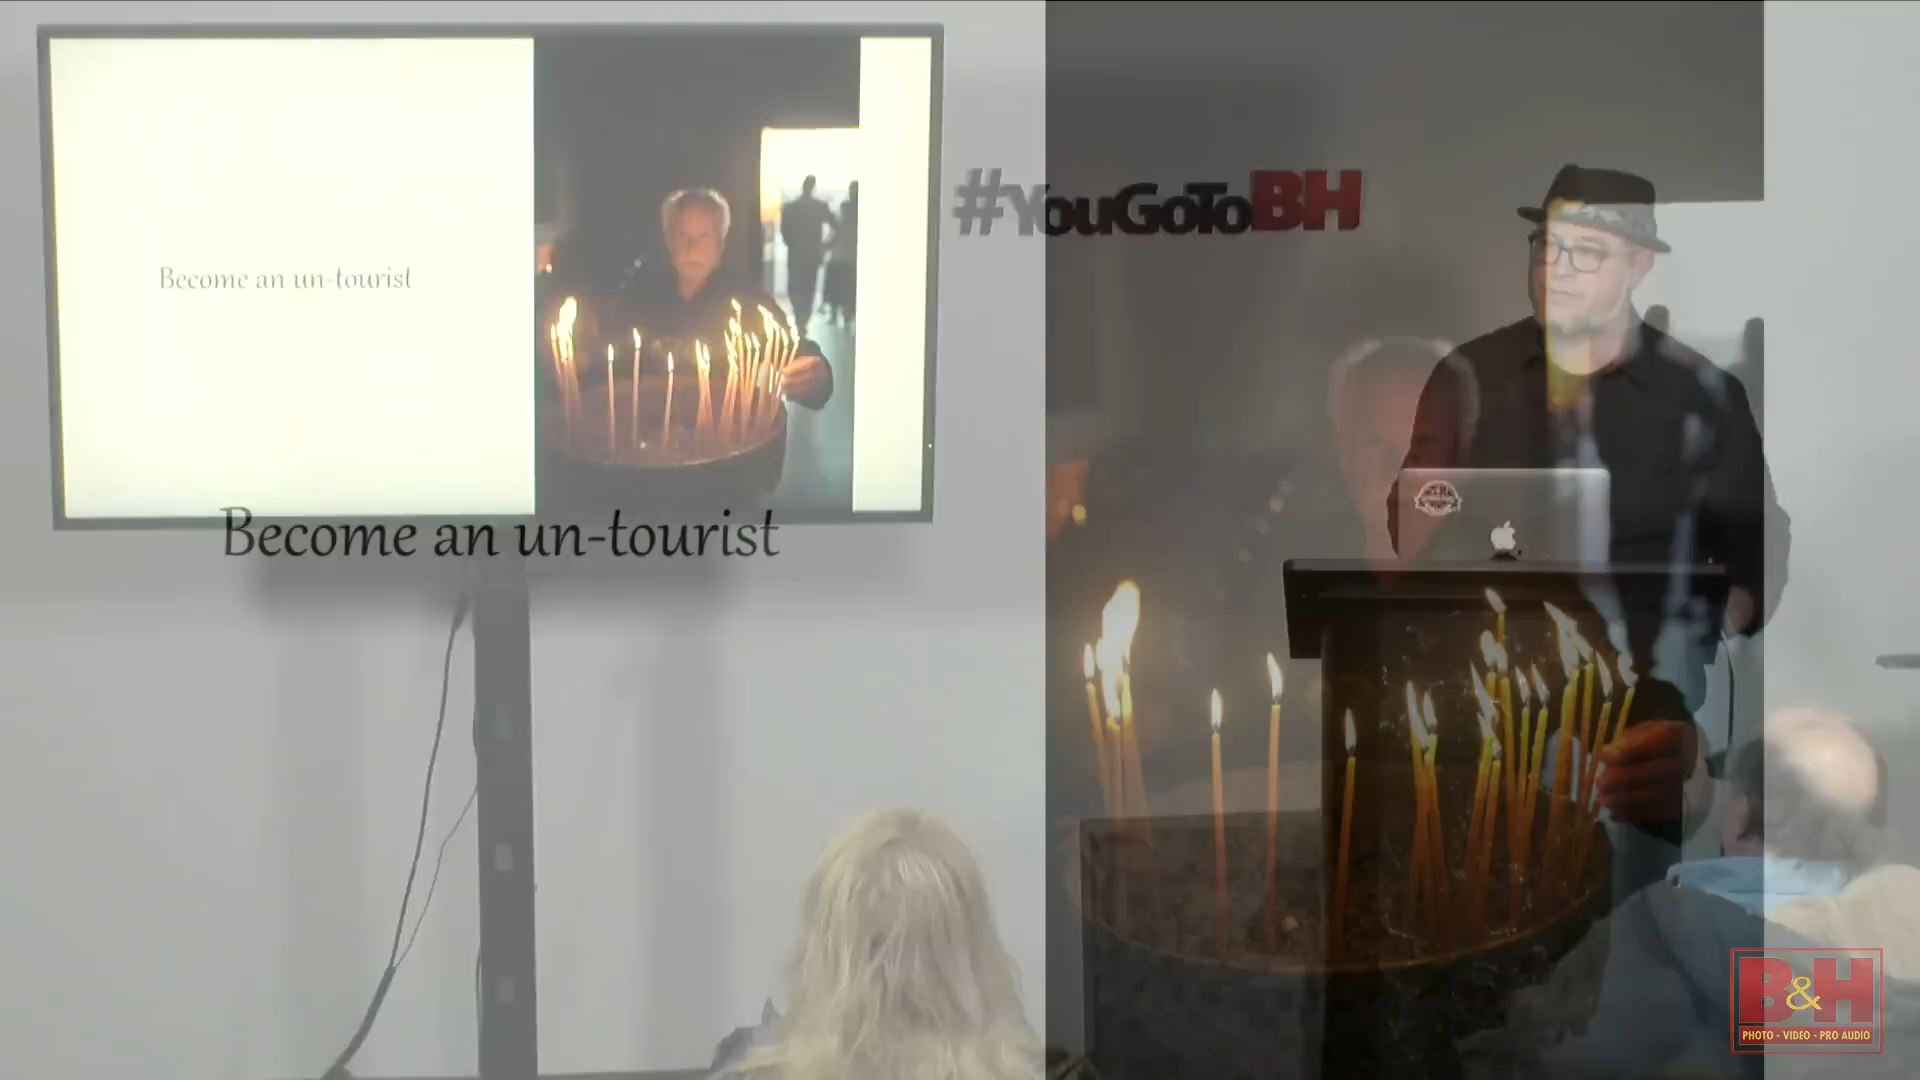 Become an un-tourist
#YouGoToBH
Become an un-tourist
B&H
PHOTO - VIDEO - PRO AUDIO